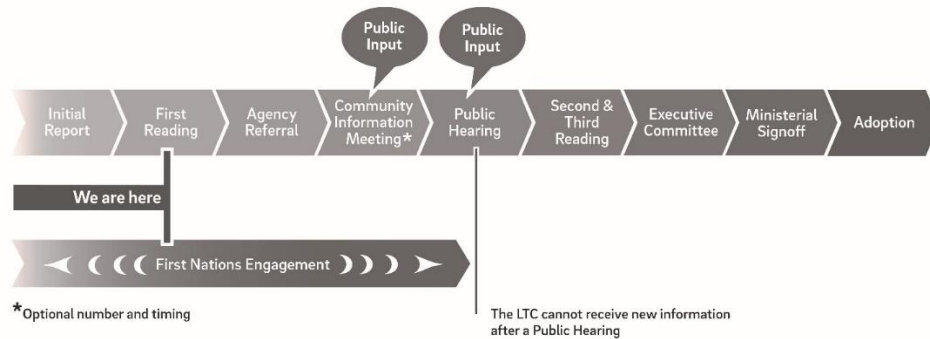 Public
Input
Public
Input
Initial
Report
First
Reading
Agency
Referral
Community
Information
Meeting*
Public
Hearing
Second &
Third
Reading
Executive
Committee
Ministerial
Signoff
Adoption
We are here
First Nations Engagement
*Optional number and timing
The LTC cannot receive new information
after a Public Hearing